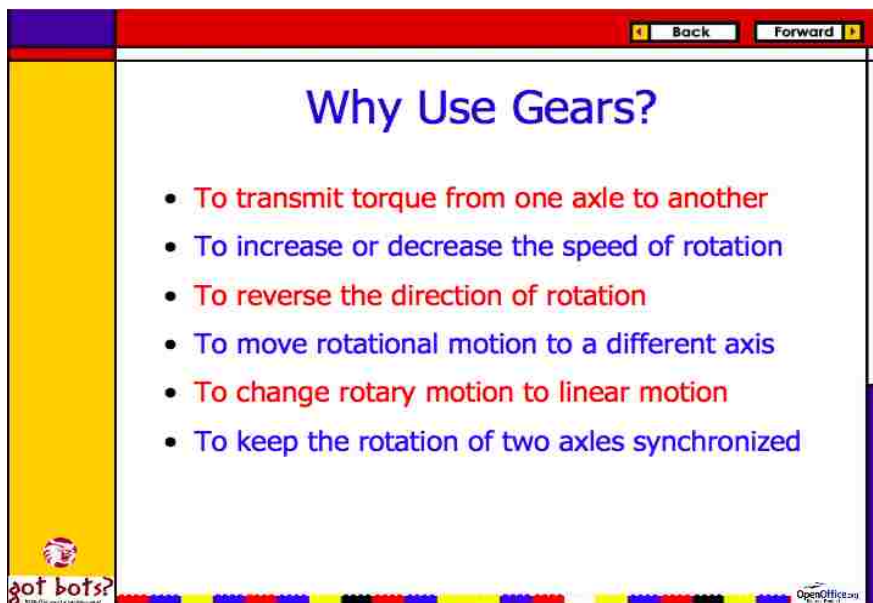 Back
Forward
Why Use Gears?
• To transmit torque from one axle to another
• To increase or decrease the speed of rotation
• To reverse the direction of rotation
• To move rotational motion to a different axis
• To change rotary motion to linear motion
• To keep the rotation of two axles synchronized
got bots?
OpenOffice.org